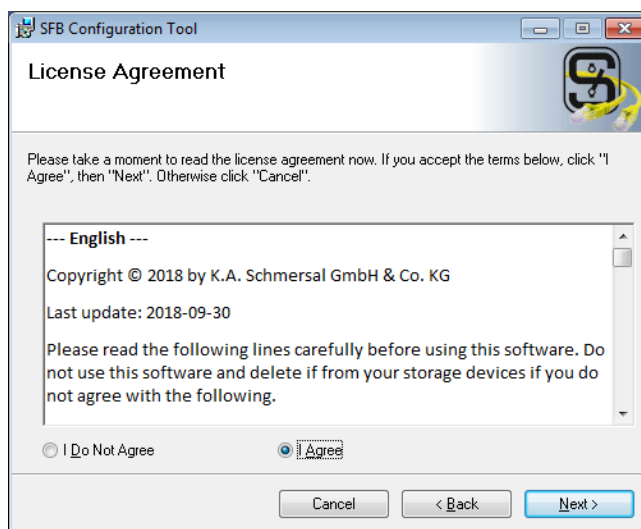 SFB Configuration Tool
License Agreement
Please take a moment to read the license agreement now. If you accept the terms below, click "I
Agree", then "Next". Otherwise click "Cancel".
--- English ---
Copyright © 2018 by K.A. Schmersal GmbH & Co. KG
Last update: 2018-09-30
Please read the following lines carefully before using this software. Do
not use this software and delete if from your storage devices if you do
not agree with the following.
I Do Not Agree
I Agree
Cancel
< Back
Next >